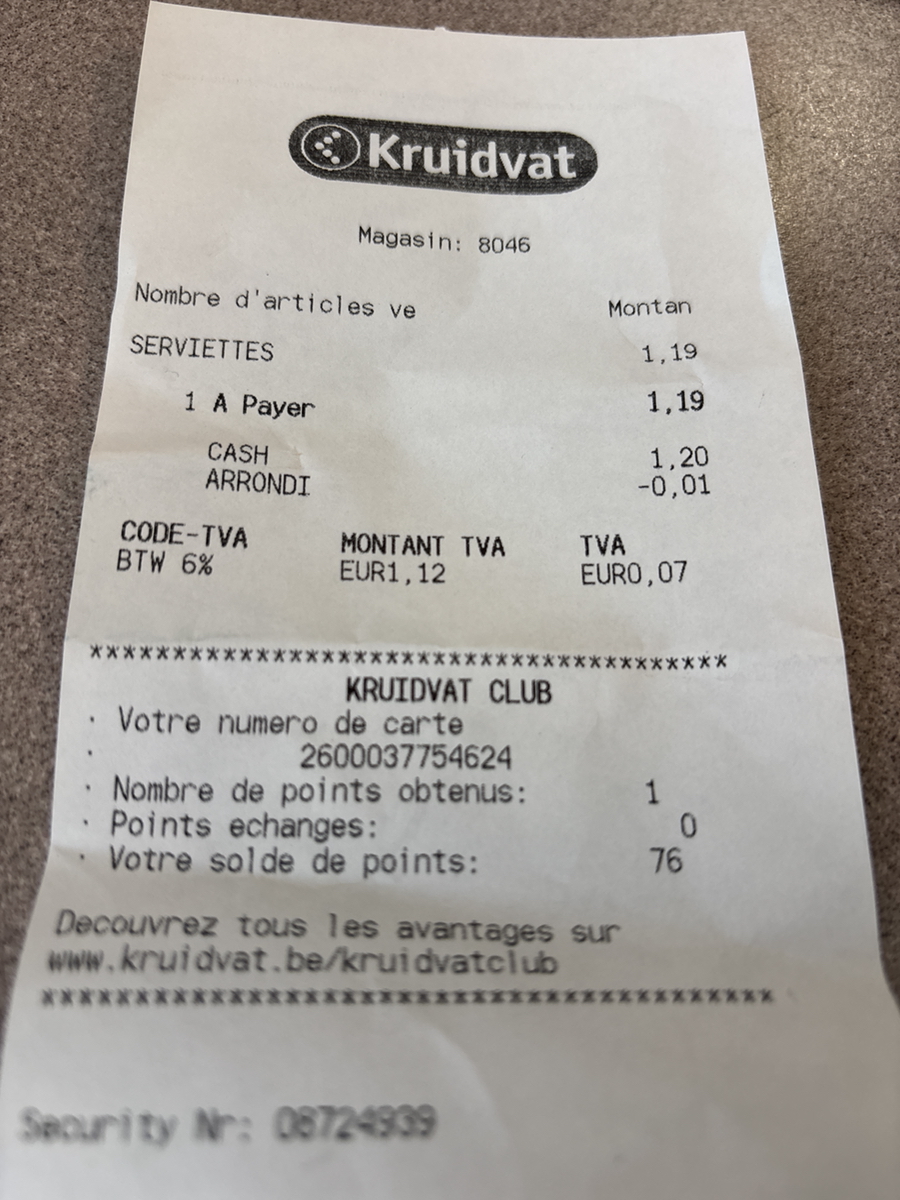 Kruidvat
Magasin: 8046
Nombre d'articles ve Montan
SERVIETTES 1,19
1 A Payer 1,19
CASH 1,20
ARRONDI -0,01
CODE-TVA MONTANT TVA TVA
BTW 6% EUR1,12 EUR0,07
***************************************
KRUIDVAT CLUB
· Votre numero de carte
· 2600037754624
· Nombre de points obtenus: 1
· Points echanges: 0
· Votre solde de points: 76
Decouvrez tous les avantages sur
www.kruidvat.be/kruidvatclub
***************************************
Security Nr: 08724939